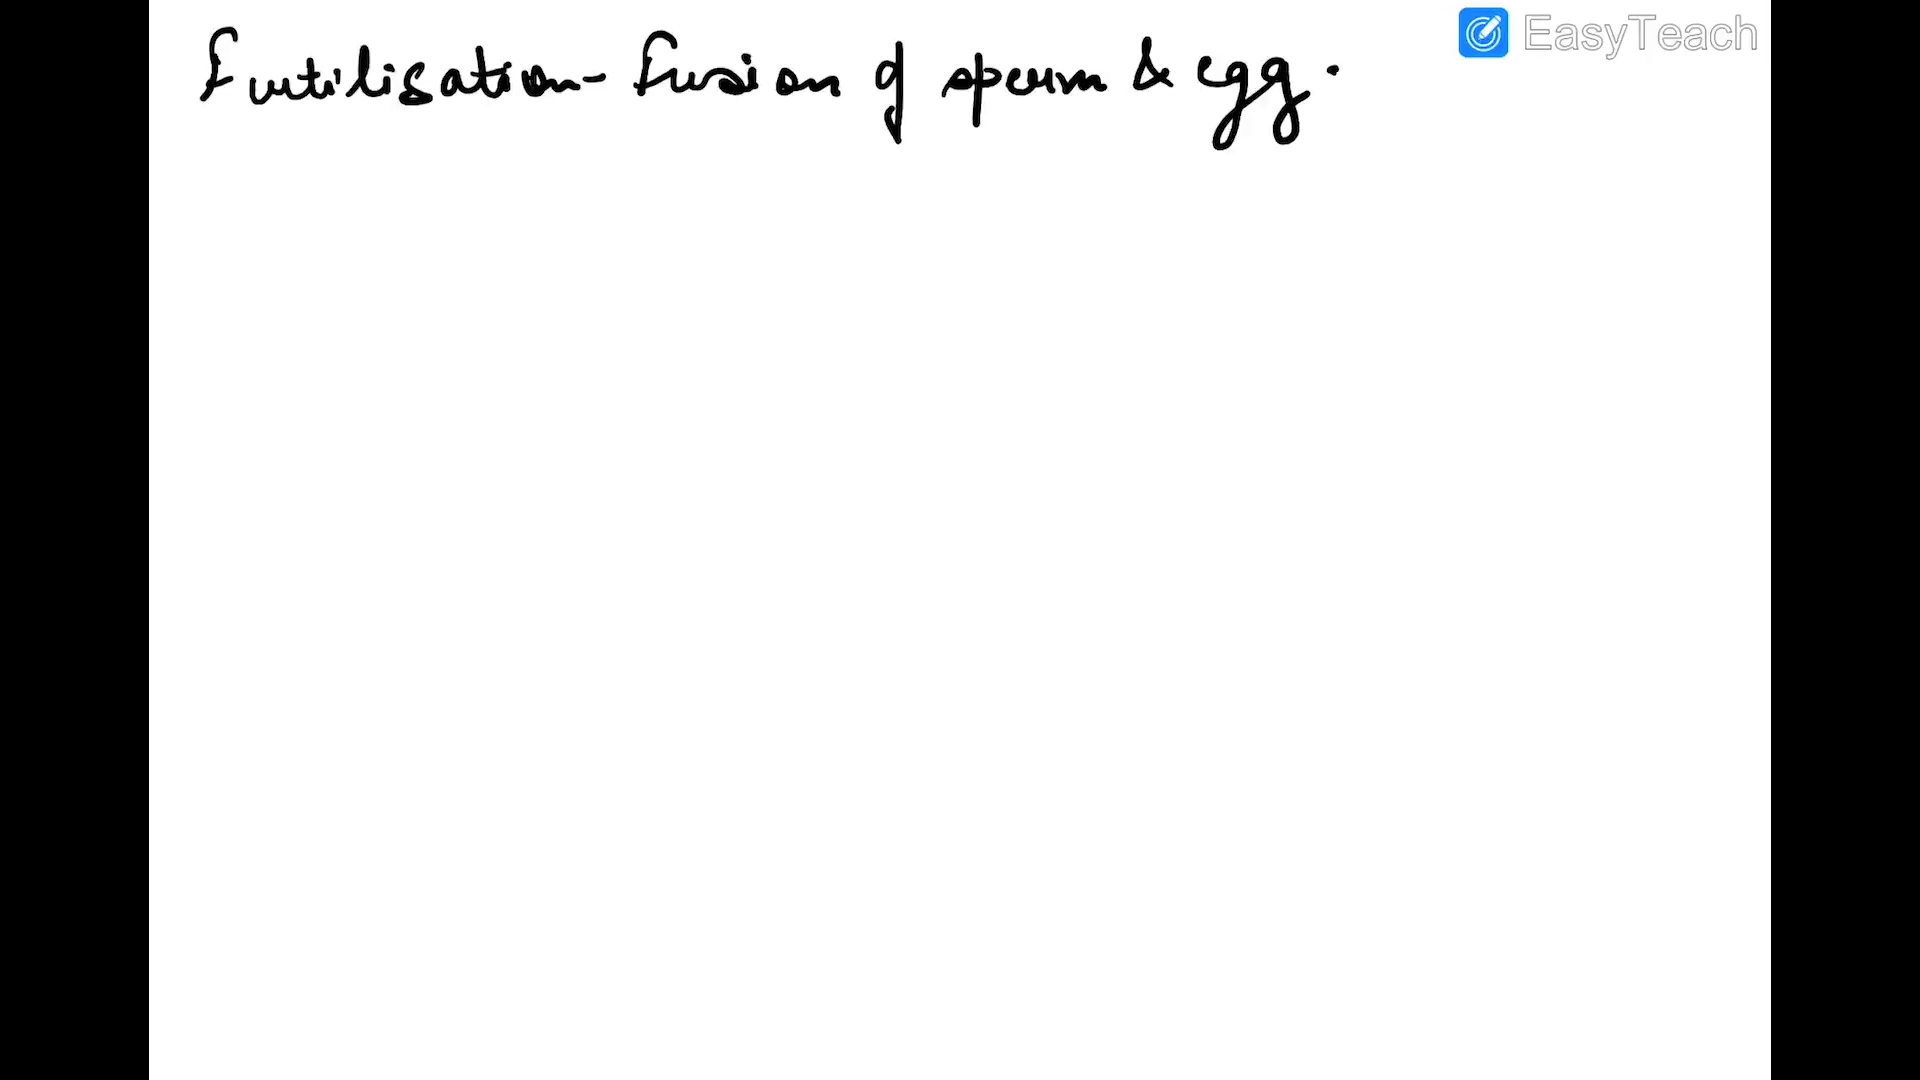 Fertilisation - Fusion of sperm & egg.
EasyTeach